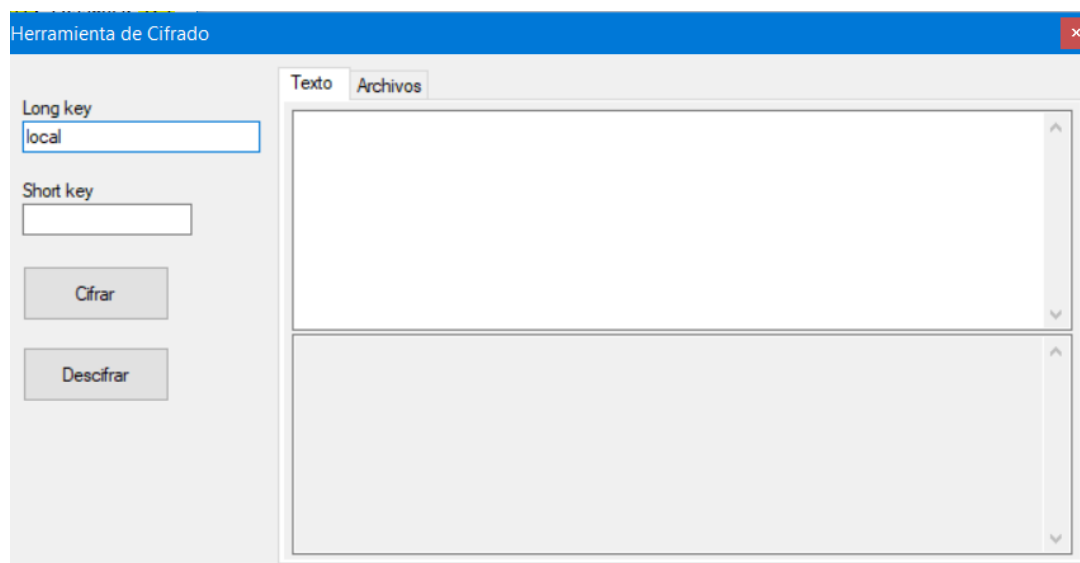 Herramienta de Cifrado
Texto
Archivos
Long key
local
Short key
Cifrar
Descifrar